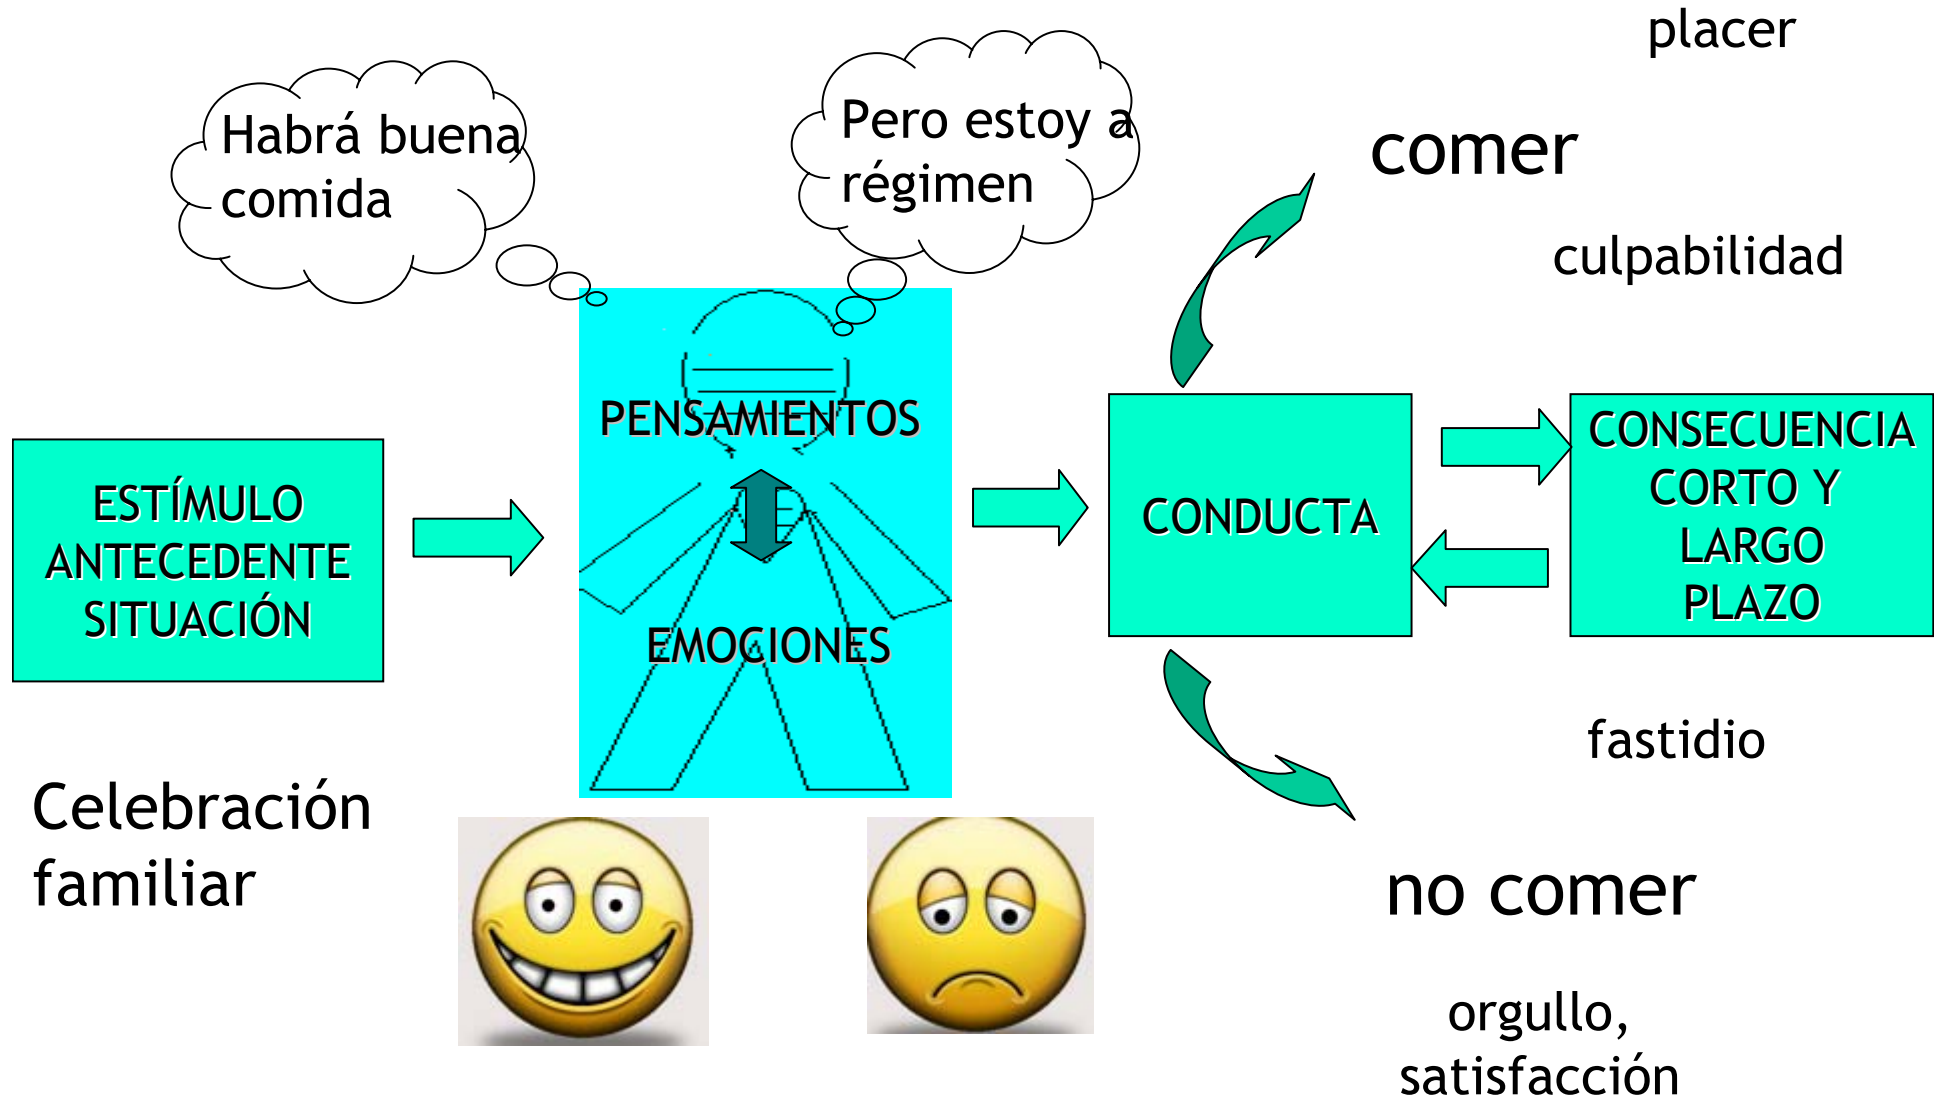 placer
Habrá buena
comida
Pero estoy a
régimen
comer
culpabilidad
ESTÍMULO
ANTECEDENTE
SITUACIÓN
PENSAMIENTOS
EMOCIONES
CONDUCTA
CONSECUENCIA
CORTO Y
LARGO
PLAZO
Celebración
familiar
fastidio
no comer
orgullo,
satisfacción